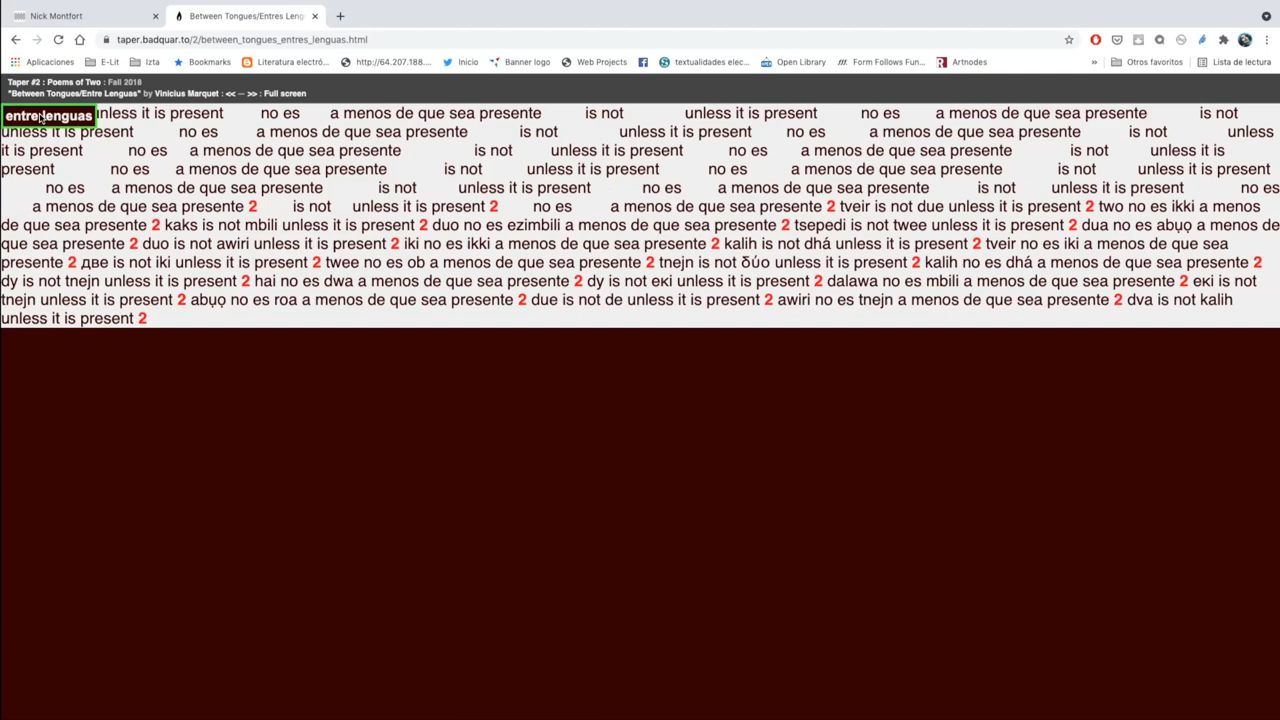 Nick Montfort
Between Tongues/Entres Leng
taper.badquar.to/2/between_tongues_entres_lenguas.html
Aplicaciones E-Lit Izta Bookmarks Literatura electró... http://64.207.188.... Inicio Banner logo Web Projects textualidades elec... Open Library Form Follows Fun... Artnodes » Otros favoritos Lista de lectura
Taper #2 : Poems of Two : Fall 2018
"Between Tongues/Entre Lenguas" by Vinicius Marquet : << — >> : Full screen
entre lenguas unless it is present no es a menos de que sea presente is not unless it is present no es a menos de que sea presente is not
unless it is present no es a menos de que sea presente is not unless it is present no es a menos de que sea presente is not unless
it is present no es a menos de que sea presente is not unless it is present no es a menos de que sea presente is not unless it is
present no es a menos de que sea presente is not unless it is present no es a menos de que sea presente is not unless it is present
no es a menos de que sea presente is not unless it is present no es a menos de que sea presente is not unless it is present no es
a menos de que sea presente 2 is not unless it is present 2 no es a menos de que sea presente 2 tveir is not due unless it is present 2 two no es ikki a menos
de que sea presente 2 kaks is not mbili unless it is present 2 duo no es ezimbili a menos de que sea presente 2 tsepedi is not twee unless it is present 2 dua no es abụọ a menos de
que sea presente 2 duo is not awiri unless it is present 2 iki no es ikki a menos de que sea presente 2 kalih is not dhá unless it is present 2 tveir no es iki a menos de que sea
presente 2 две is not iki unless it is present 2 twee no es ob a menos de que sea presente 2 tnejn is not δύο unless it is present 2 kalih no es dhá a menos de que sea presente 2
dy is not tnejn unless it is present 2 hai no es dwa a menos de que sea presente 2 dy is not eki unless it is present 2 dalawa no es mbili a menos de que sea presente 2 eki is not
tnejn unless it is present 2 abụọ no es roa a menos de que sea presente 2 due is not de unless it is present 2 awiri no es tnejn a menos de que sea presente 2 dva is not kalih
unless it is present 2